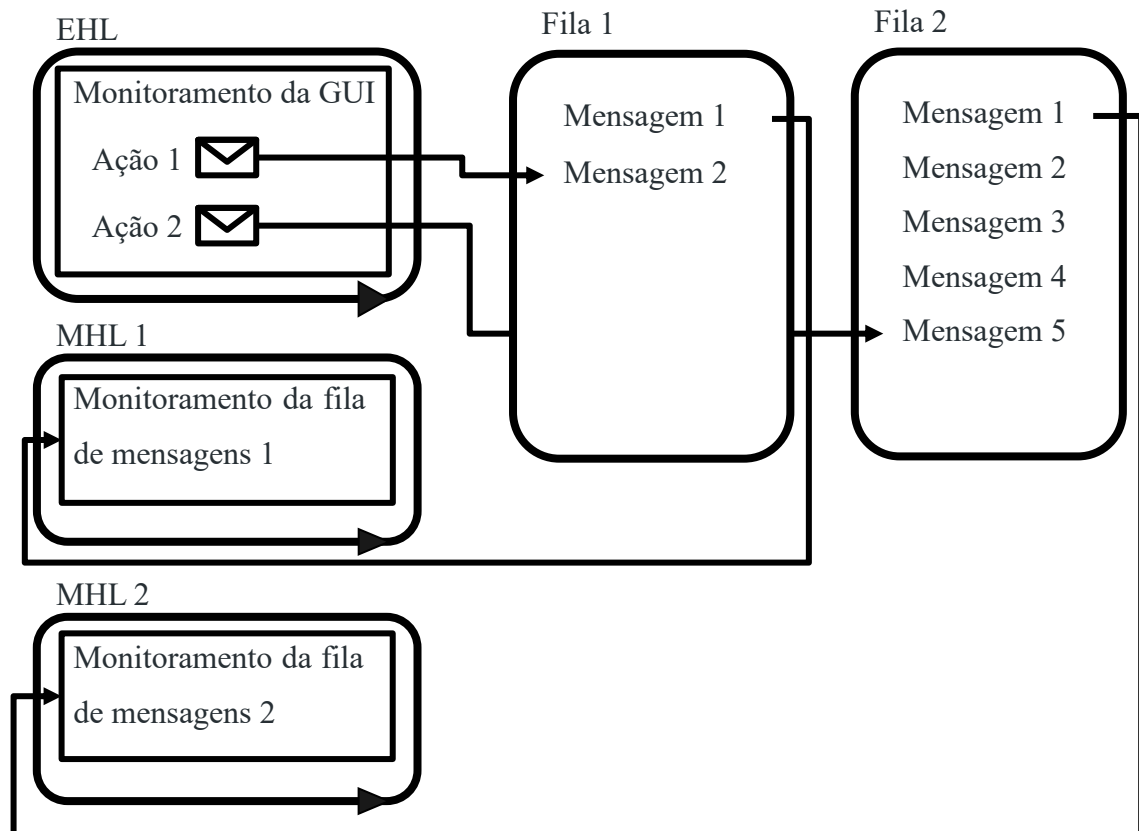 EHL
Monitoramento da GUI
Ação 1
Ação 2
Fila 1
Mensagem 1
Mensagem 2
Fila 2
Mensagem 1
Mensagem 2
Mensagem 3
Mensagem 4
Mensagem 5
MHL 1
Monitoramento da fila
de mensagens 1
MHL 2
Monitoramento da fila
de mensagens 2